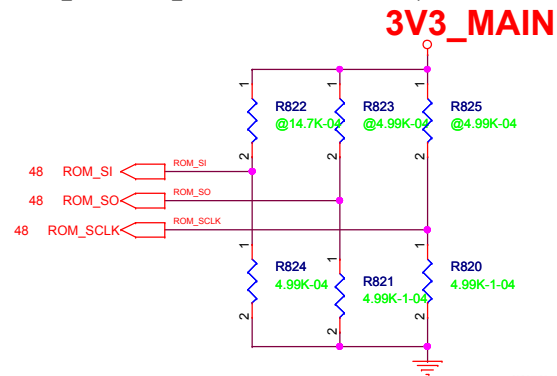 3V3_MAIN
1 1 1
R822 R823 R825
@14.7K-04 @4.99K-04 @4.99K-04
2 2 2
48 ROM_SI ROM_SI
48 ROM_SO ROM_SO
48 ROM_SCLK ROM_SCLK
1 1 1
R824 R821 R820
4.99K-04 4.99K-1-04 4.99K-1-04
2 2 2